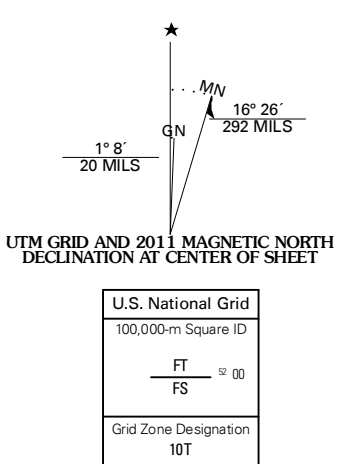 ★
MN
16° 26´
292 MILS
GN
1° 8´
20 MILS
UTM GRID AND 2011 MAGNETIC NORTH
DECLINATION AT CENTER OF SHEET
U.S. National Grid
100,000-m Square ID
FT
52 00
FS
Grid Zone Designation
10T